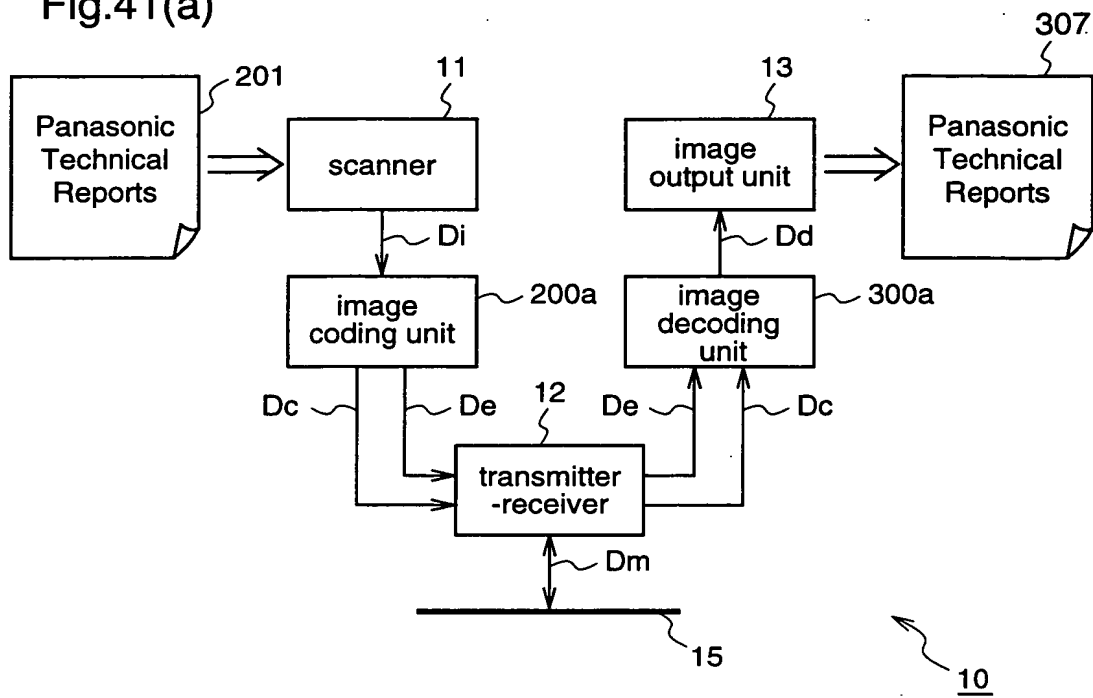 Fig.41(a)
201
11
13
307
Panasonic
Technical
Reports
scanner
image
output unit
Panasonic
Technical
Reports
Di
Dd
image
coding unit
200a
image
decoding
unit
300a
Dc
De
12
De
Dc
transmitter
-receiver
Dm
15
10